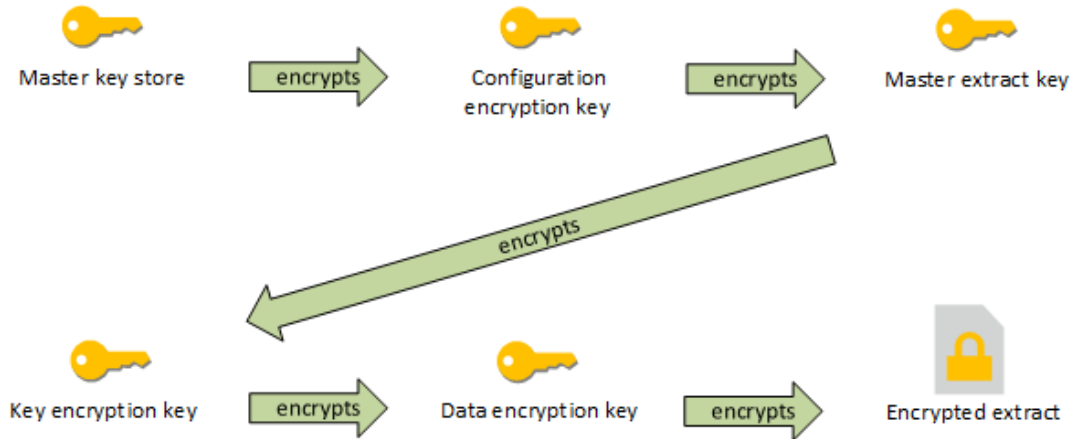 Master key store
encrypts
Configuration
encryption key
encrypts
Master extract key
encrypts
Key encryption key
encrypts
Data encryption key
encrypts
Encrypted extract